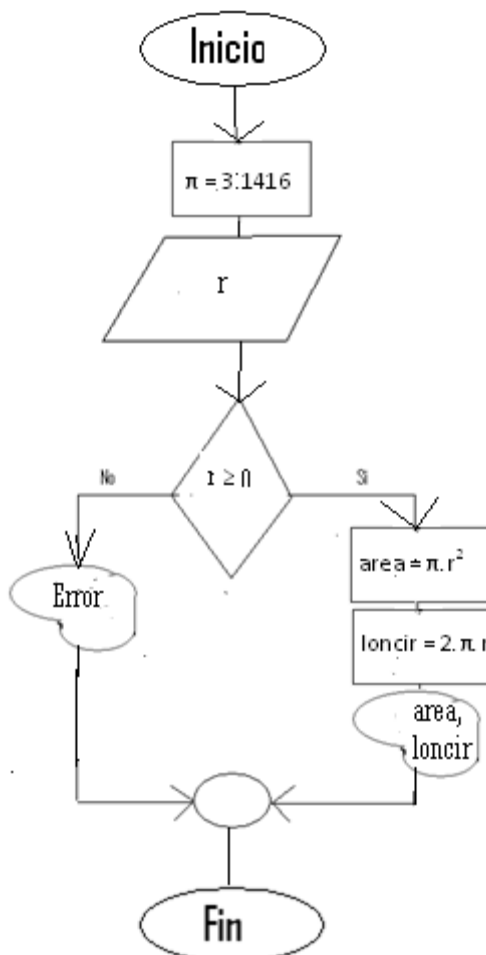 Inicio
π = 3.1416
r
r ≥ 0
No
Si
Error
area = π.r²
loncir = 2.π.r
area,
loncir
Fin